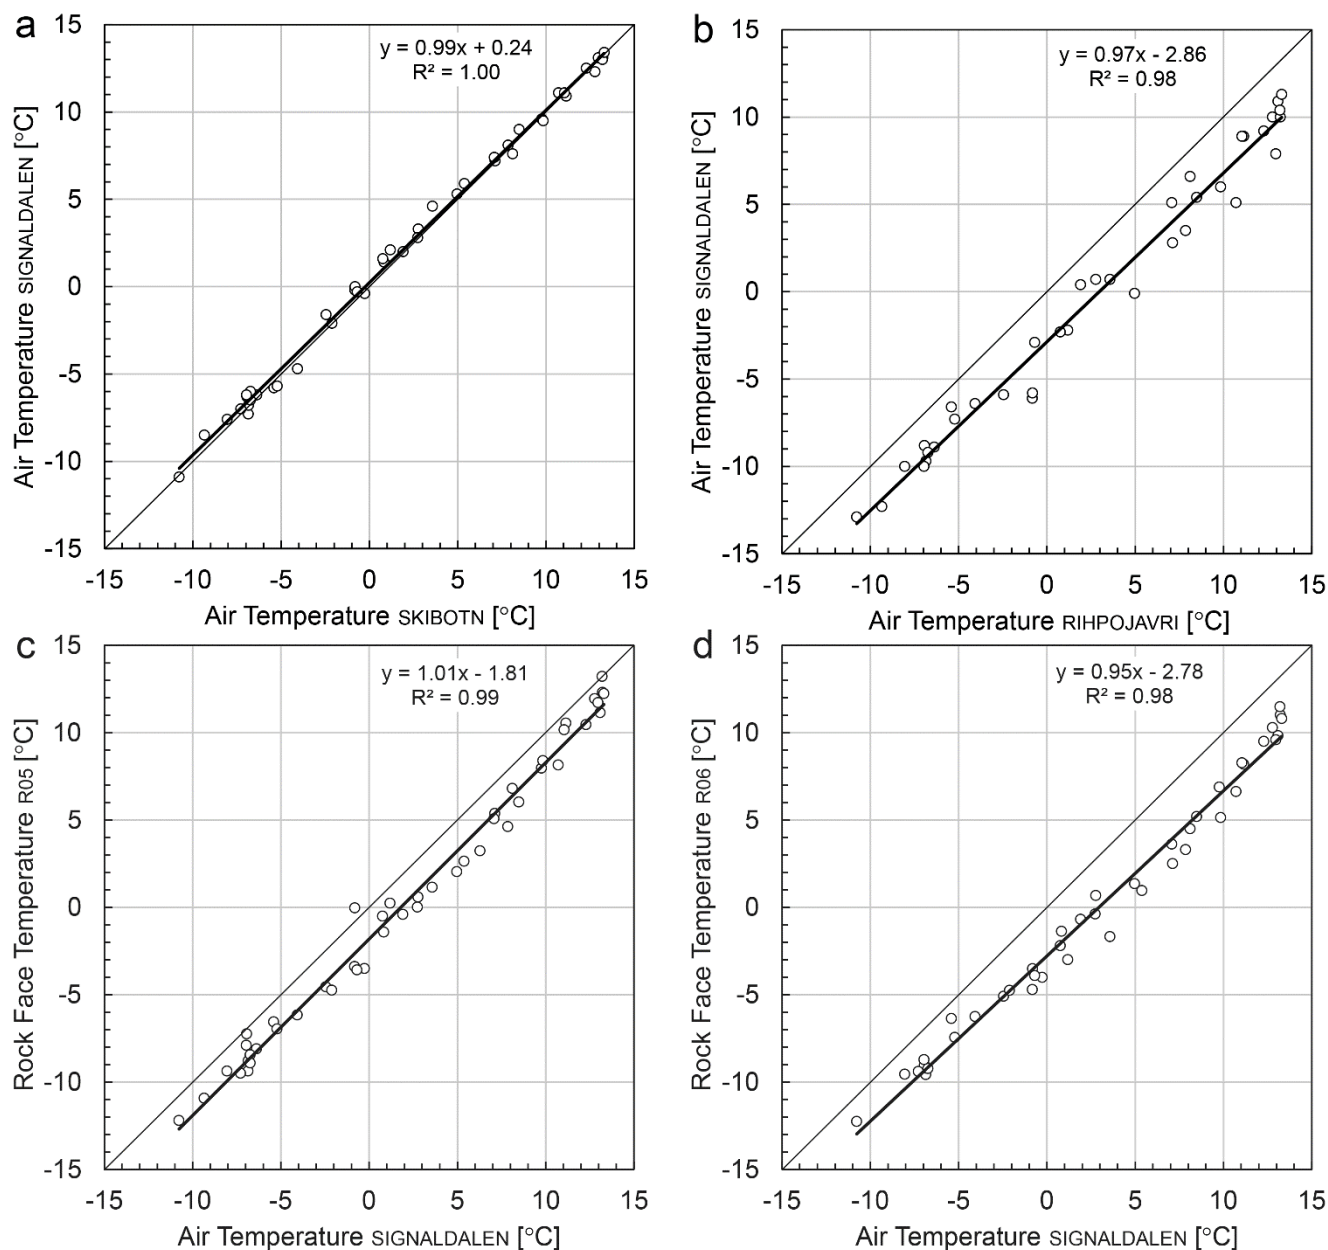 a
y = 0.99x + 0.24
R² = 1.00
15
10
5
0
-5
-10
-15
-15 -10 -5 0 5 10 15
Air Temperature SIGNALDALEN [°C]
Air Temperature SKIBOTN [°C]
b
y = 0.97x - 2.86
R² = 0.98
15
10
5
0
-5
-10
-15
-15 -10 -5 0 5 10 15
Air Temperature SIGNALDALEN [°C]
Air Temperature RIHPOJAVRI [°C]
c
y = 1.01x - 1.81
R² = 0.99
15
10
5
0
-5
-10
-15
-15 -10 -5 0 5 10 15
Rock Face Temperature R05 [°C]
Air Temperature SIGNALDALEN [°C]
d
y = 0.95x - 2.78
R² = 0.98
15
10
5
0
-5
-10
-15
-15 -10 -5 0 5 10 15
Rock Face Temperature R06 [°C]
Air Temperature SIGNALDALEN [°C]